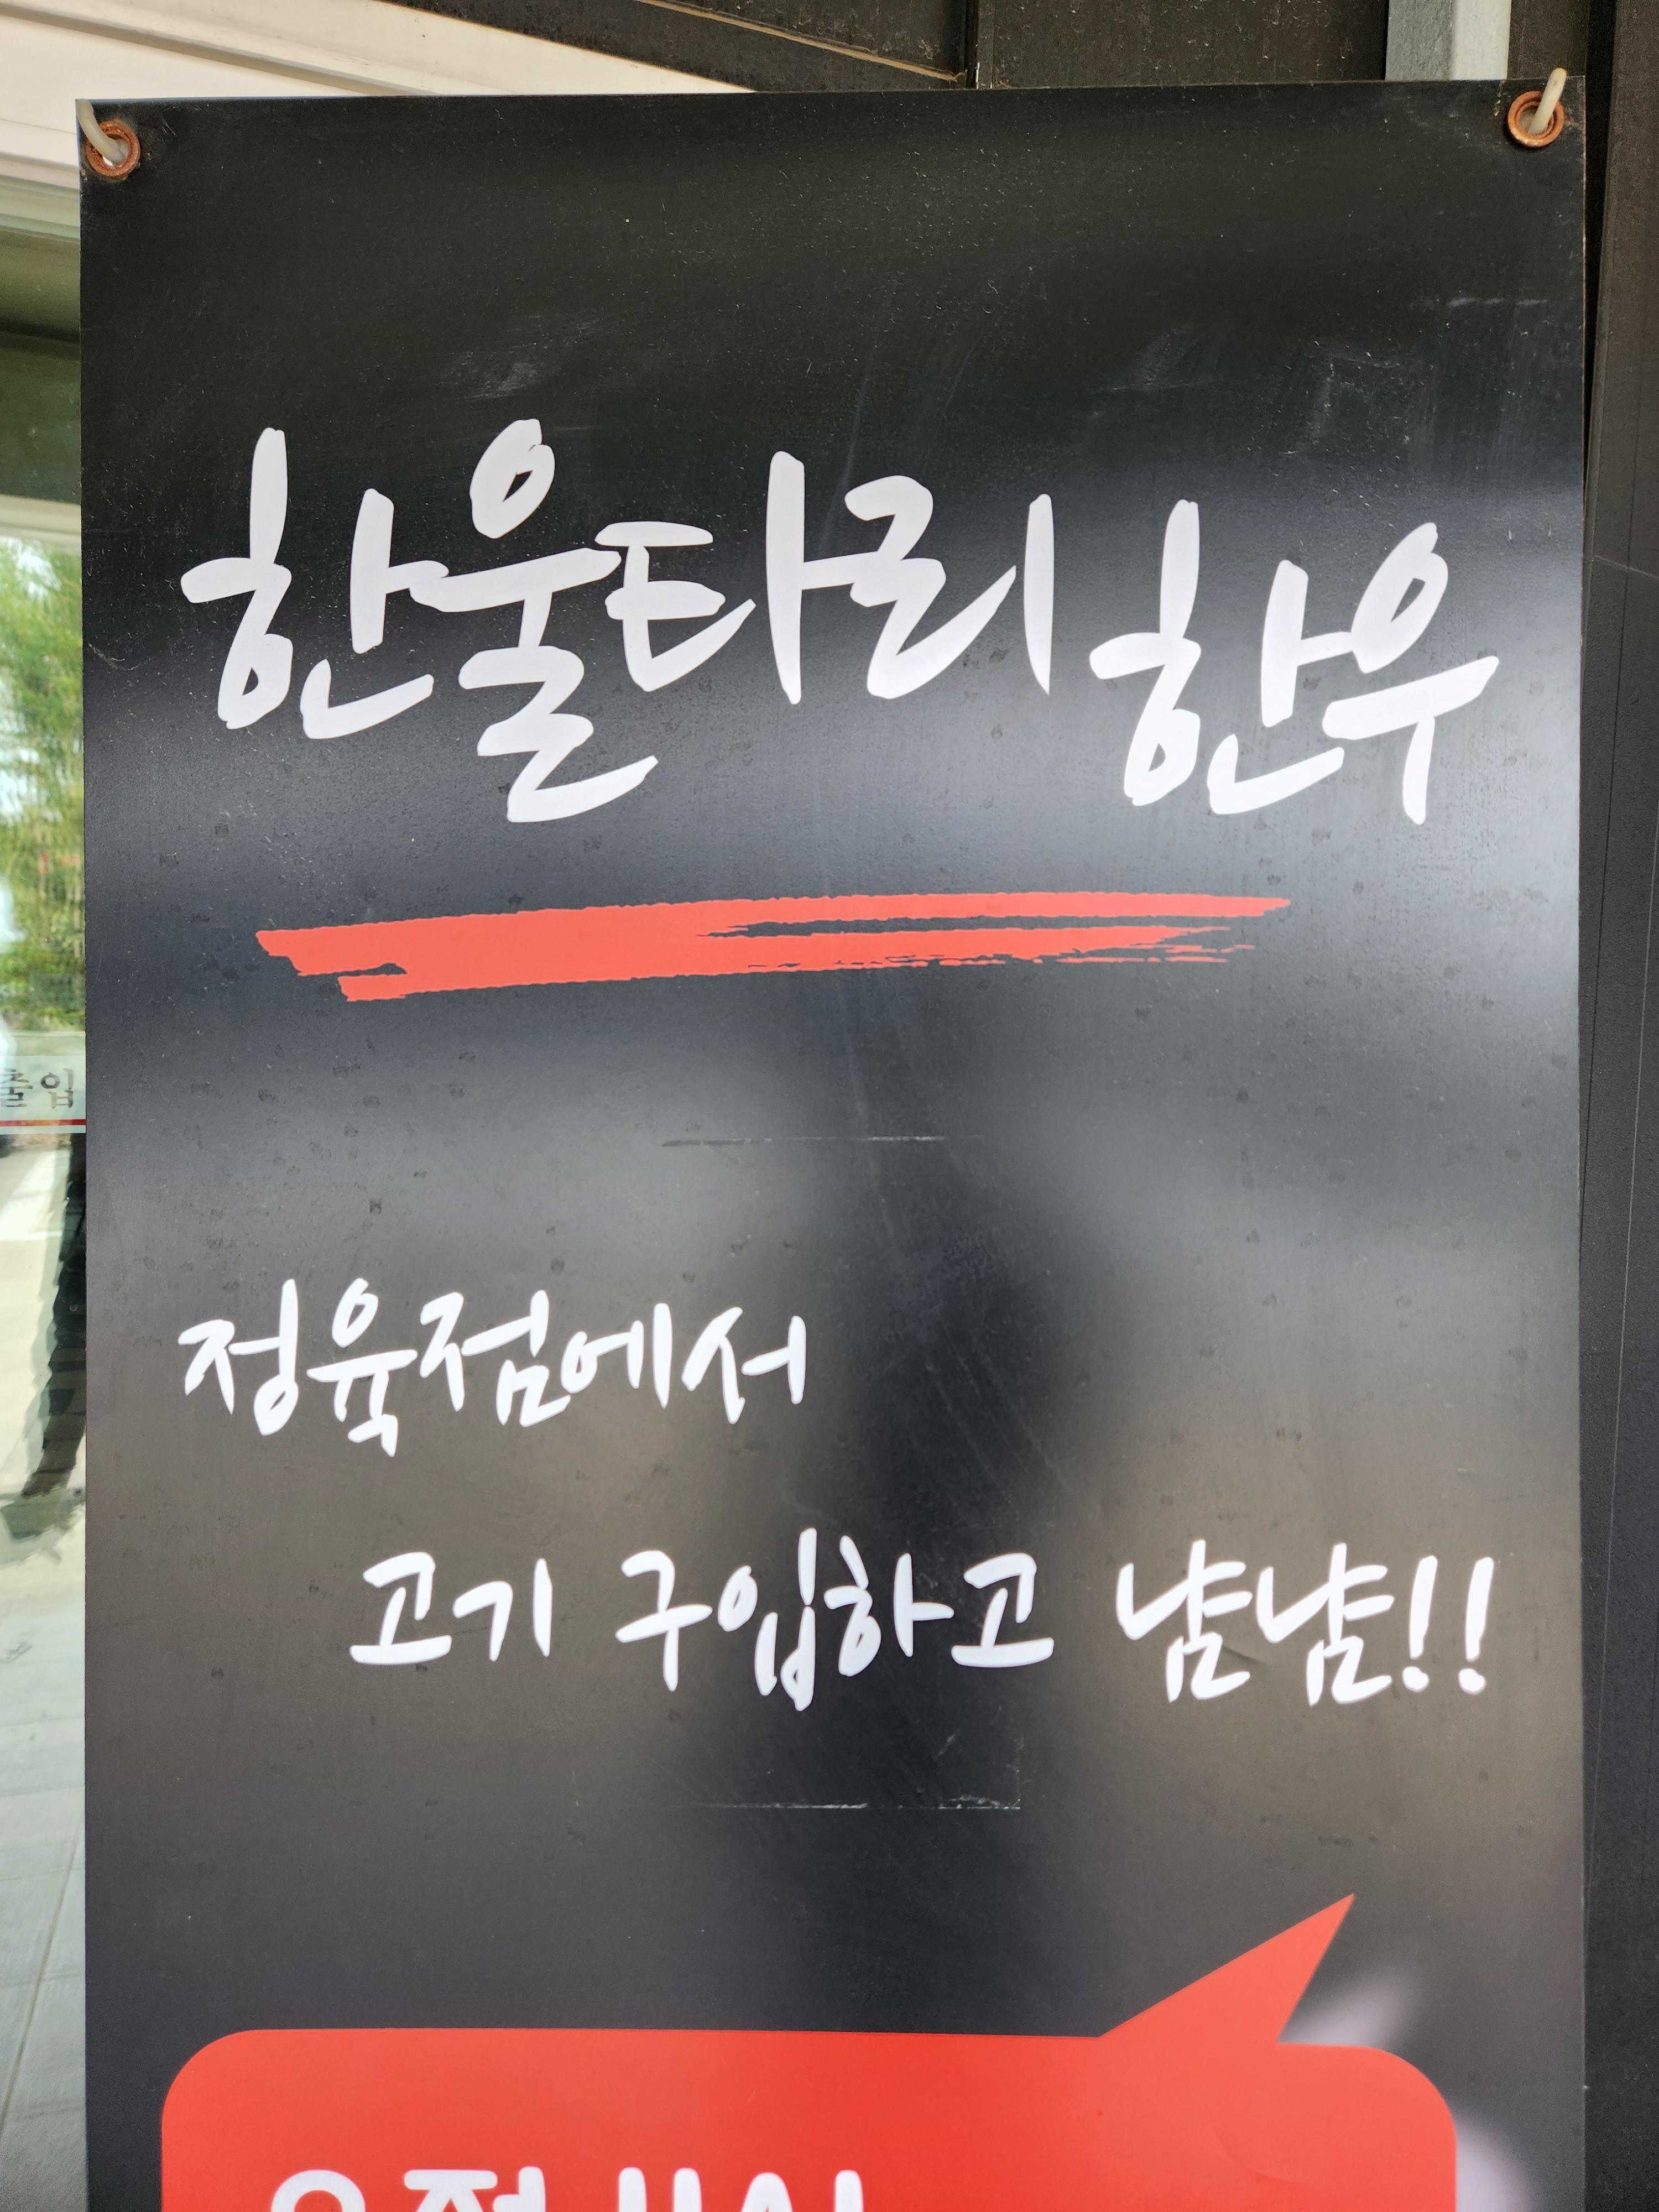 한울타리한우
출입
정육점에서
고기 구입하고 냠냠!!